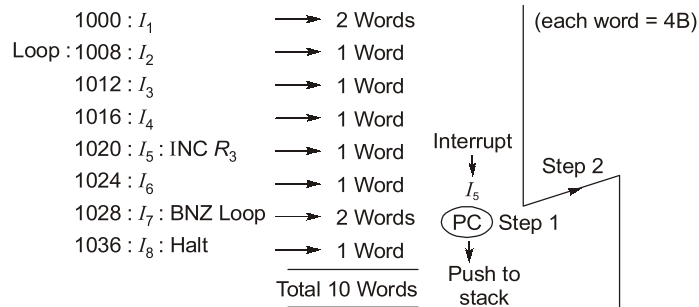 1000 : I₁ → 2 Words (each word = 4B)
Loop : 1008 : I₂ → 1 Word
1012 : I₃ → 1 Word
1016 : I₄ → 1 Word
1020 : I₅ : INC R₃ → 1 Word
1024 : I₆ → 1 Word
1028 : I₇ : BNZ Loop → 2 Words
1036 : I₈ : Halt → 1 Word
Total 10 Words
Interrupt
I₅
PC Step 1
Push to
stack
Step 2